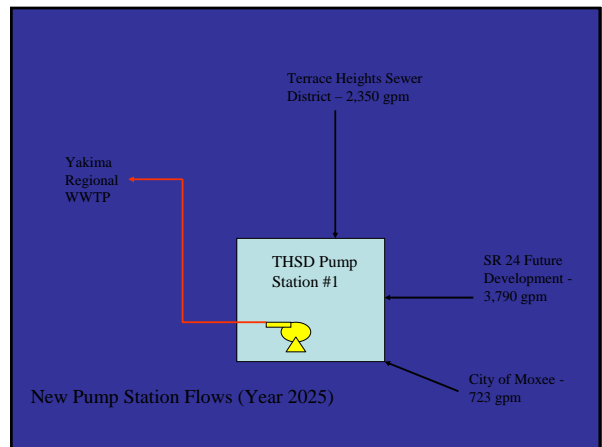 Terrace Heights Sewer
District – 2,350 gpm
Yakima
Regional
WWTP
THSD Pump
Station #1
SR 24 Future
Development -
3,790 gpm
City of Moxee -
723 gpm
New Pump Station Flows (Year 2025)